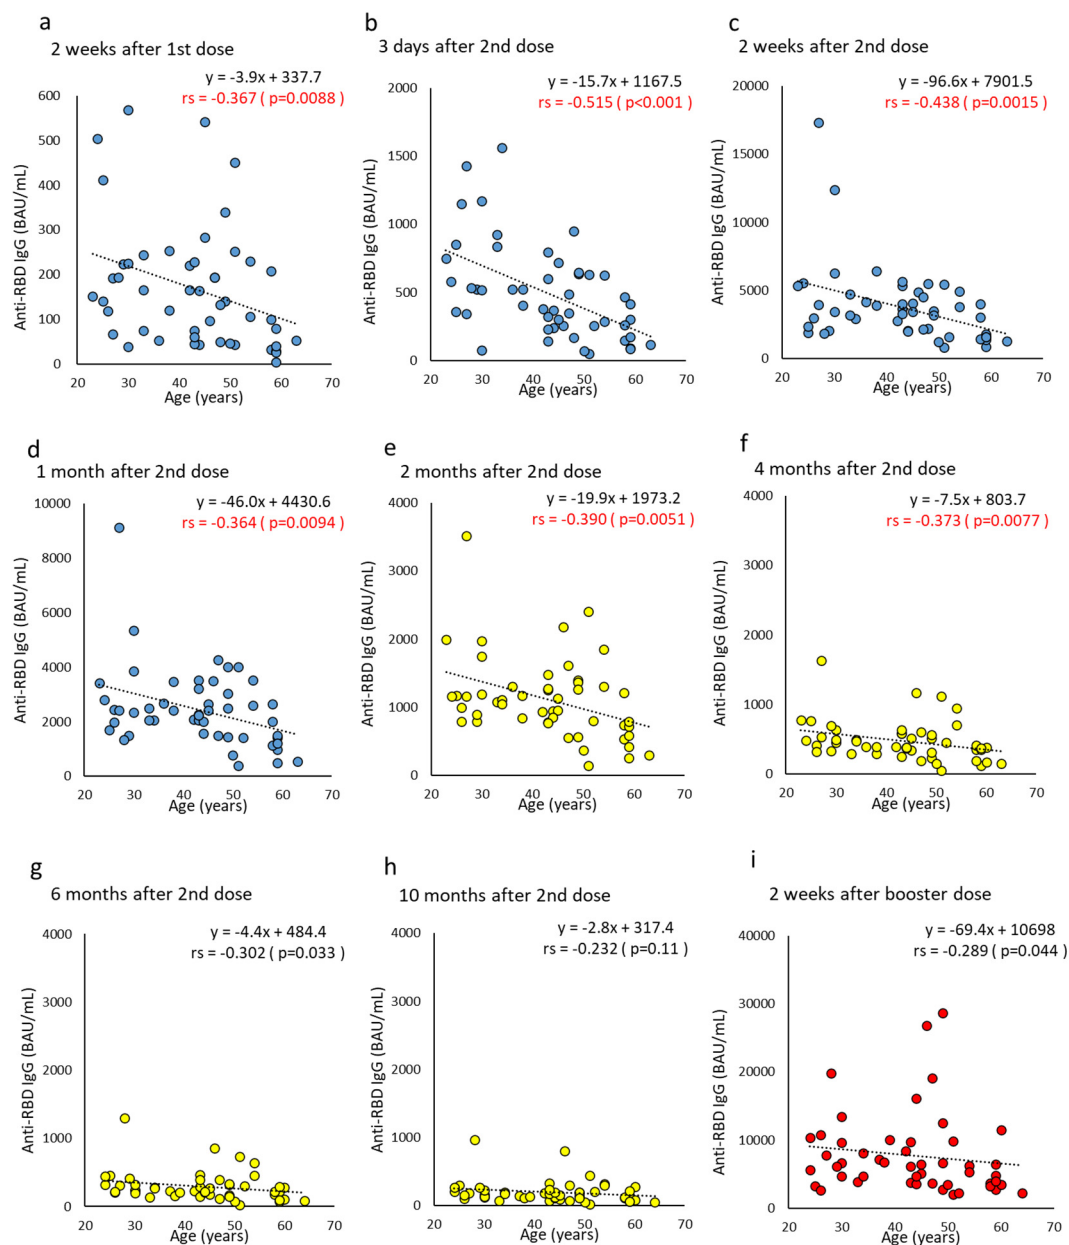 a
2 weeks after 1st dose
y = -3.9x + 337.7
rs = -0.367 ( p=0.0088 )
Anti-RBD IgG (BAU/mL)
600
500
400
300
200
100
0
20 30 40 50 60 70
Age (years)
b
3 days after 2nd dose
y = -15.7x + 1167.5
rs = -0.515 ( p<0.001 )
Anti-RBD IgG (BAU/mL)
2000
1500
1000
500
0
20 30 40 50 60 70
Age (years)
c
2 weeks after 2nd dose
y = -96.6x + 7901.5
rs = -0.438 ( p=0.0015 )
Anti-RBD IgG (BAU/mL)
20000
15000
10000
5000
0
20 30 40 50 60 70
Age (years)
d
1 month after 2nd dose
y = -46.0x + 4430.6
rs = -0.364 ( p=0.0094 )
Anti-RBD IgG (BAU/mL)
10000
8000
6000
4000
2000
0
20 30 40 50 60 70
Age (years)
e
2 months after 2nd dose
y = -19.9x + 1973.2
rs = -0.390 ( p=0.0051 )
Anti-RBD IgG (BAU/mL)
4000
3000
2000
1000
0
20 30 40 50 60 70
Age (years)
f
4 months after 2nd dose
y = -7.5x + 803.7
rs = -0.373 ( p=0.0077 )
Anti-RBD IgG (BAU/mL)
4000
3000
2000
1000
0
20 30 40 50 60 70
Age (years)
g
6 months after 2nd dose
y = -4.4x + 484.4
rs = -0.302 ( p=0.033 )
Anti-RBD IgG (BAU/mL)
4000
3000
2000
1000
0
20 30 40 50 60 70
Age (years)
h
10 months after 2nd dose
y = -2.8x + 317.4
rs = -0.232 ( p=0.11 )
Anti-RBD IgG (BAU/mL)
4000
3000
2000
1000
0
20 30 40 50 60 70
Age (years)
i
2 weeks after booster dose
y = -69.4x + 10698
rs = -0.289 ( p=0.044 )
Anti-RBD IgG (BAU/mL)
40000
30000
20000
10000
0
20 30 40 50 60 70
Age (years)